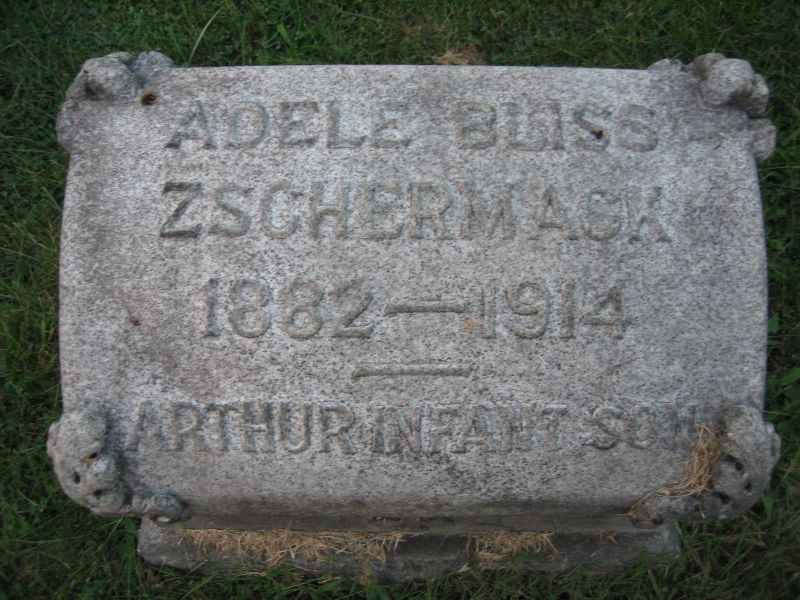 ADELE BLISS
ZSCHERMACK
1882—1914
ARTHUR INFANT SON